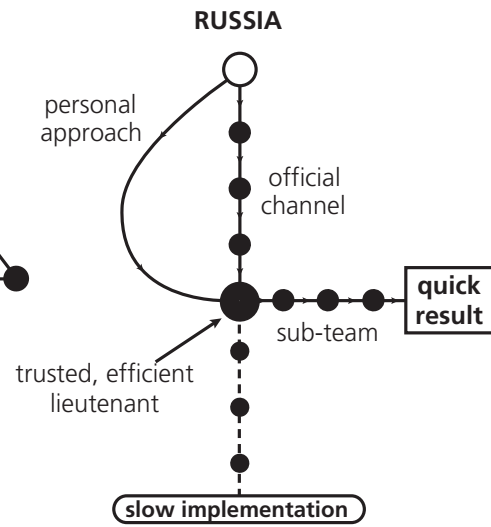 RUSSIA
personal
approach
official
channel
quick
result
sub-team
trusted, efficient
lieutenant
slow implementation